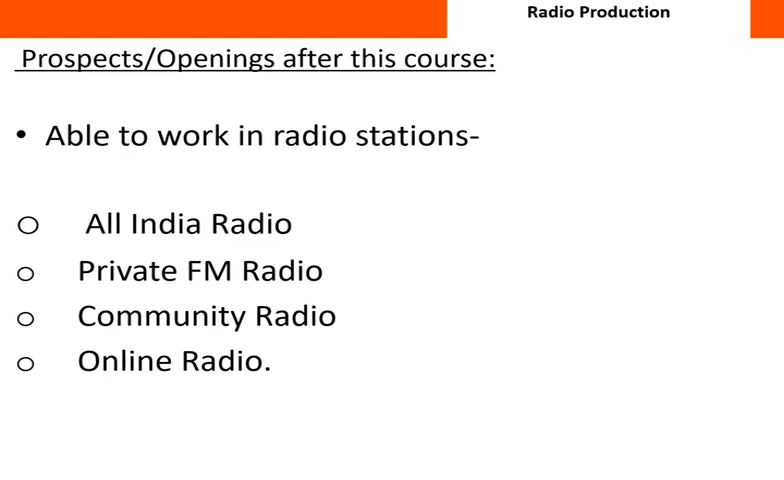 Radio Production
Prospects/Openings after this course:
• Able to work in radio stations-
o All India Radio
o Private FM Radio
o Community Radio
o Online Radio.